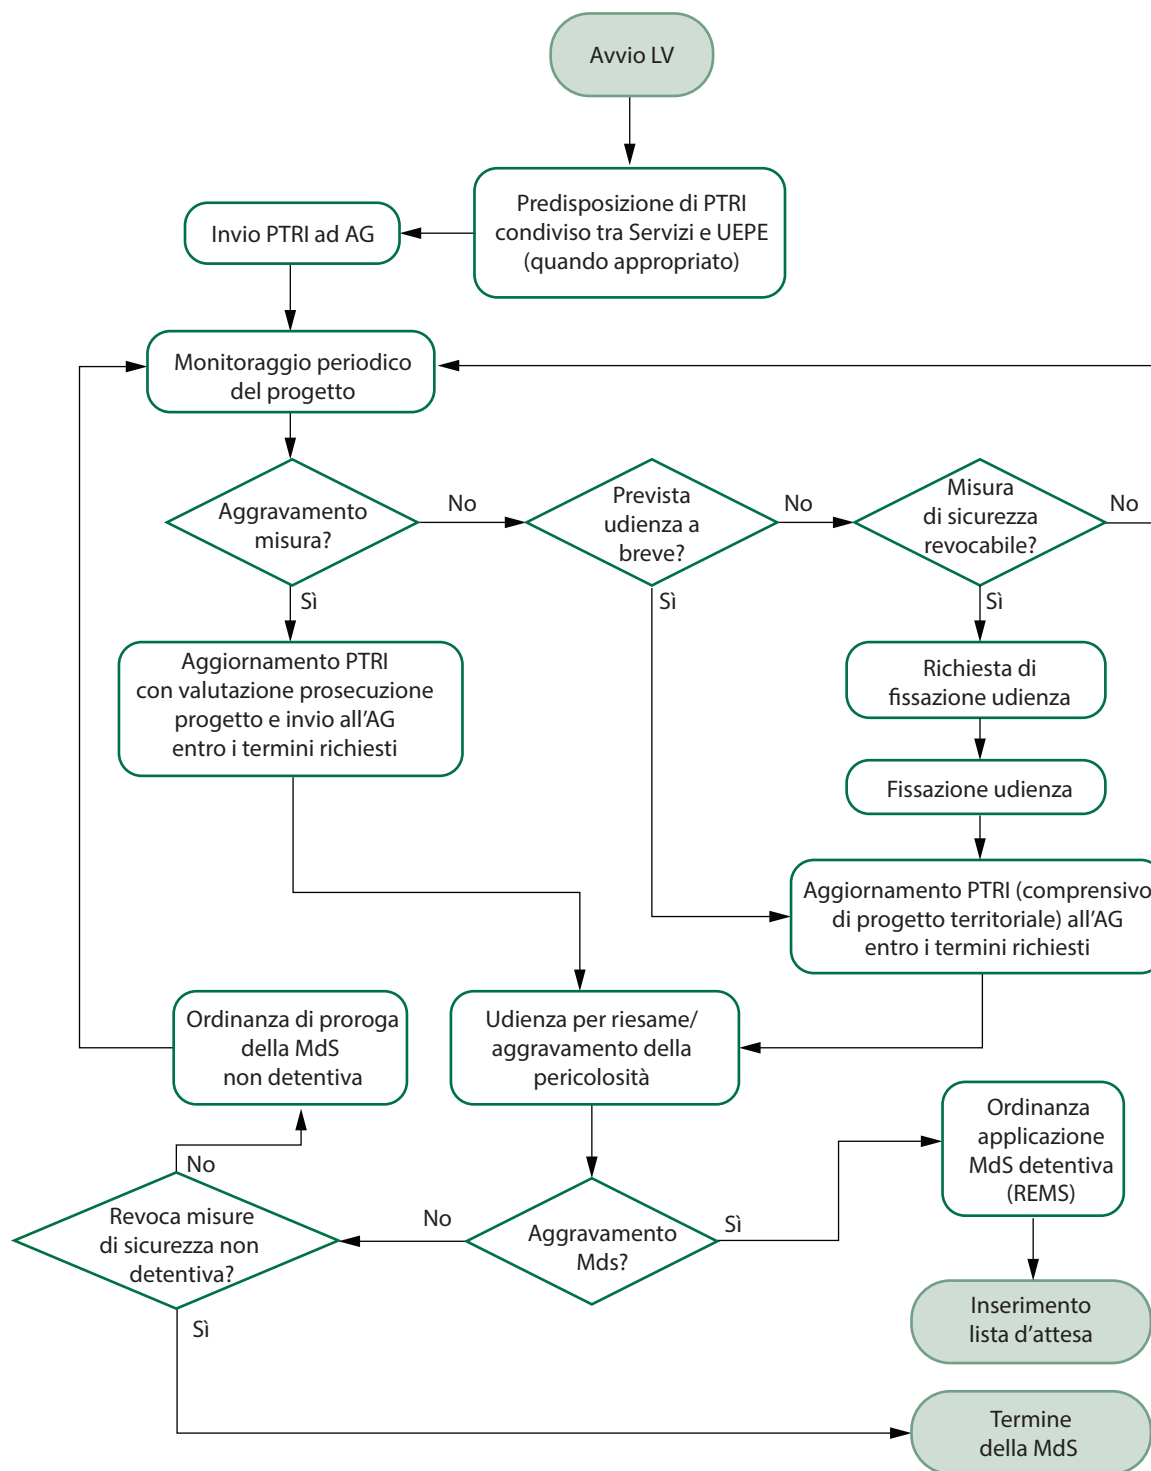 Avvio LV
Predisposizione di PTRI
condiviso tra Servizi e UEPE
(quando appropriato)
Invio PTRI ad AG
Monitoraggio periodico
del progetto
Aggravamento
misura?
No
Prevista
udienza a
breve?
No
Misura
di sicurezza
revocabile?
No
Sì
Sì
Sì
Aggiornamento PTRI
con valutazione prosecuzione
progetto e invio all’AG
entro i termini richiesti
Richiesta di
fissazione udienza
Fissazione udienza
Aggiornamento PTRI (comprensivo
di progetto territoriale) all’AG
entro i termini richiesti
Ordinanza di proroga
della MdS
non detentiva
Udienza per riesame/
aggravamento della
pericolosità
Ordinanza
applicazione
MdS detentiva
(REMS)
No
Revoca misure
di sicurezza non
detentiva?
No
Aggravamento
Mds?
Sì
Sì
Inserimento
lista d’attesa
Termine
della MdS